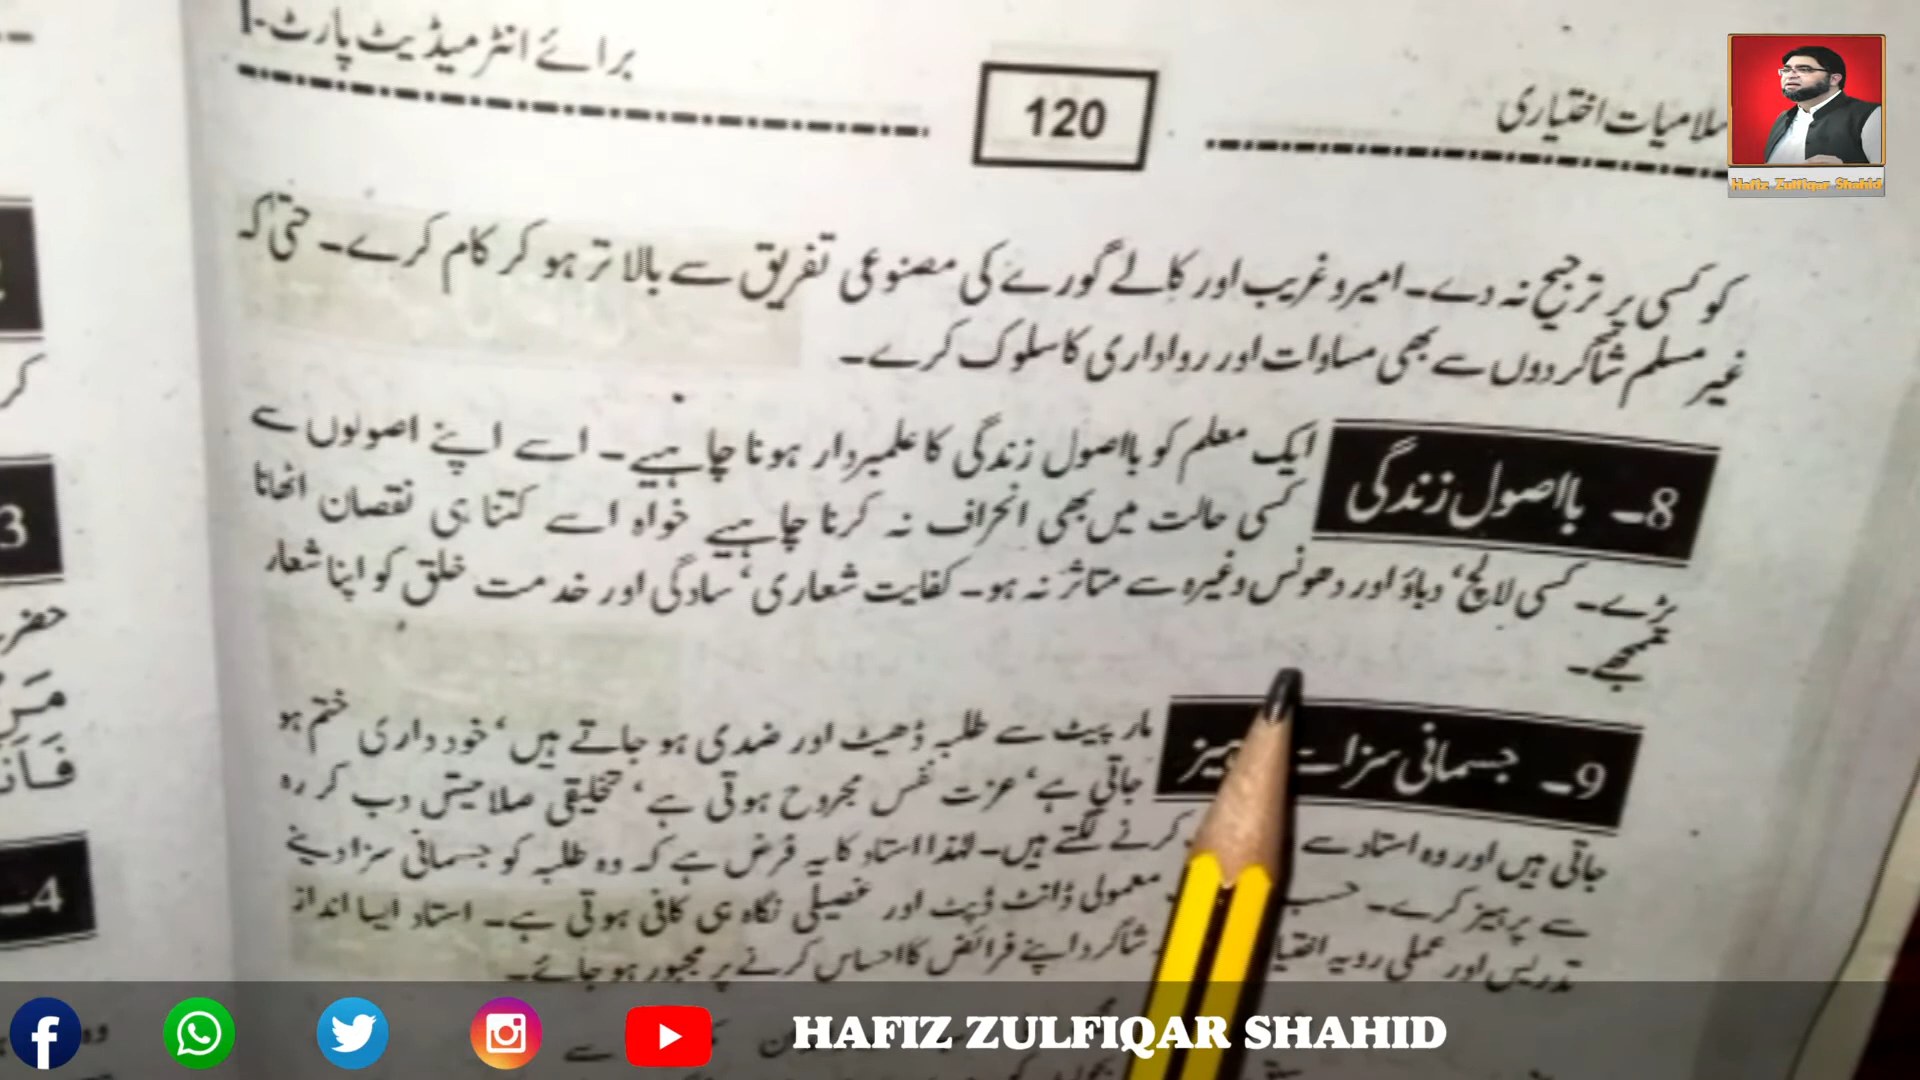 سلامیات اختیاری
120
برائے انٹرمیڈیٹ پارٹ-I
Hafiz Zulfiqar Shahid
کو کسی پر ترجیح نہ دے۔ امیر و غریب اور کالے گورے کی مصنوعی تفریق سے بالاتر ہو کر کام کرے۔ حتیٰ کہ
غیر مسلم شاگردوں سے بھی مساوات اور رواداری کا سلوک کرے۔
8۔ بااصول زندگی
ایک معلم کو بااصول زندگی کا علمبردار ہونا چاہیے۔ اسے اپنے اصولوں سے
کسی حالت میں بھی انحراف نہ کرنا چاہیے خواہ اسے کتنا ہی نقصان اٹھانا
پڑے۔ کسی لالچ، دباؤ اور دھونس وغیرہ سے متاثر نہ ہو۔ کفایت شعاری، سادگی اور خدمت خلق کو اپنا شعار
سمجھے۔
9۔ جسمانی سزا
مار پیٹ سے طلبہ ڈھیٹ اور ضدی ہو جاتے ہیں، خودداری ختم ہو
جاتی ہے، عزت نفس مجروح ہوتی ہے، تخلیقی صلاحیتیں دب کر رہ
جاتی ہیں اور وہ استاد سے کرنے لگتے ہیں۔ لہٰذا استاد کا یہ فرض ہے کہ وہ طلبہ کو جسمانی سزا دینے
سے پرہیز کرے۔ حسب معمولی ڈانٹ ڈپٹ اور غصیلی نگاہ ہی کافی ہوتی ہے۔ استاد ایسا انداز
تدریس اور عملی رویہ شاگرد اپنے فرائض کا احساس کرنے پر مجبور ہو جائے۔
3
4۔
HAFIZ ZULFIQAR SHAHID